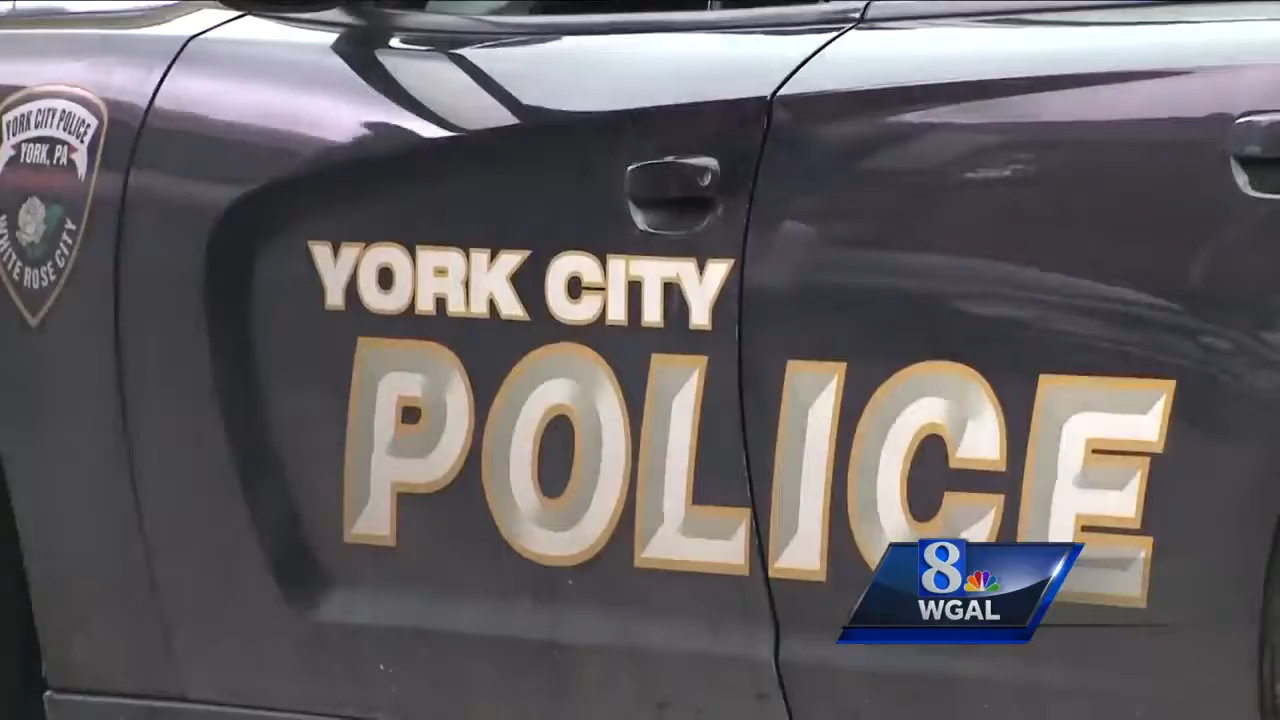 YORK CITY POLICE
YORK, PA
WHITE ROSE CITY
YORK CITY
POLICE
8
WGAL